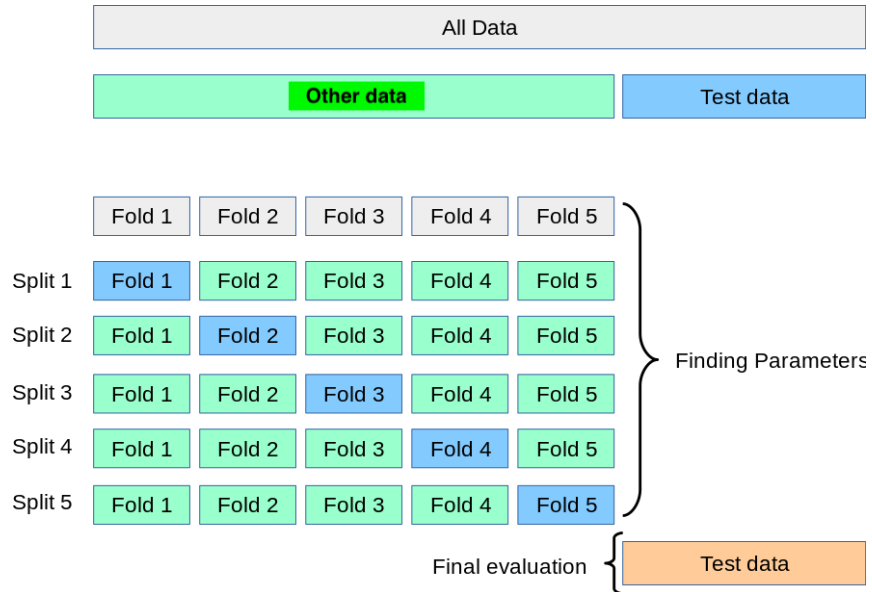 All Data
Other data Test data
Fold 1 Fold 2 Fold 3 Fold 4 Fold 5
Split 1 Fold 1 Fold 2 Fold 3 Fold 4 Fold 5
Split 2 Fold 1 Fold 2 Fold 3 Fold 4 Fold 5
Finding Parameters
Split 3 Fold 1 Fold 2 Fold 3 Fold 4 Fold 5
Split 4 Fold 1 Fold 2 Fold 3 Fold 4 Fold 5
Split 5 Fold 1 Fold 2 Fold 3 Fold 4 Fold 5
Final evaluation Test data